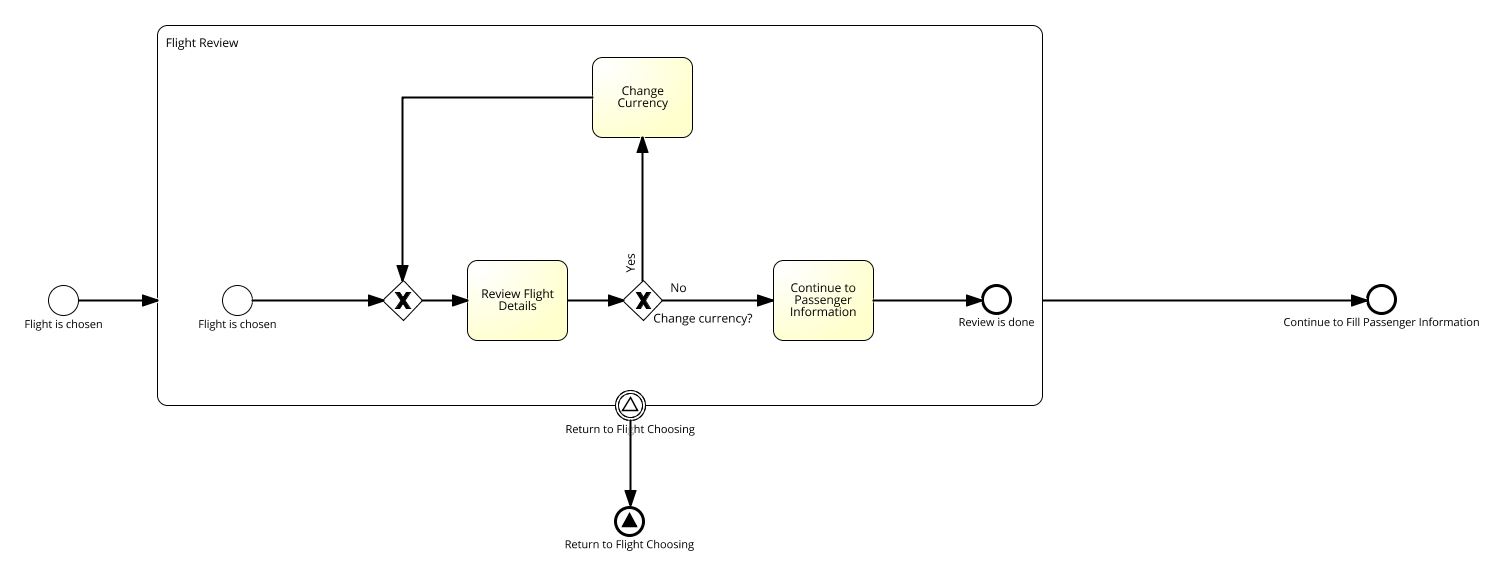 Flight Review
Change
Currency
Yes
No
Change currency?
Review Flight
Details
Continue to
Passenger
Information
Flight is chosen
Flight is chosen
Review is done
Continue to Fill Passenger Information
Return to Flight Choosing
Return to Flight Choosing